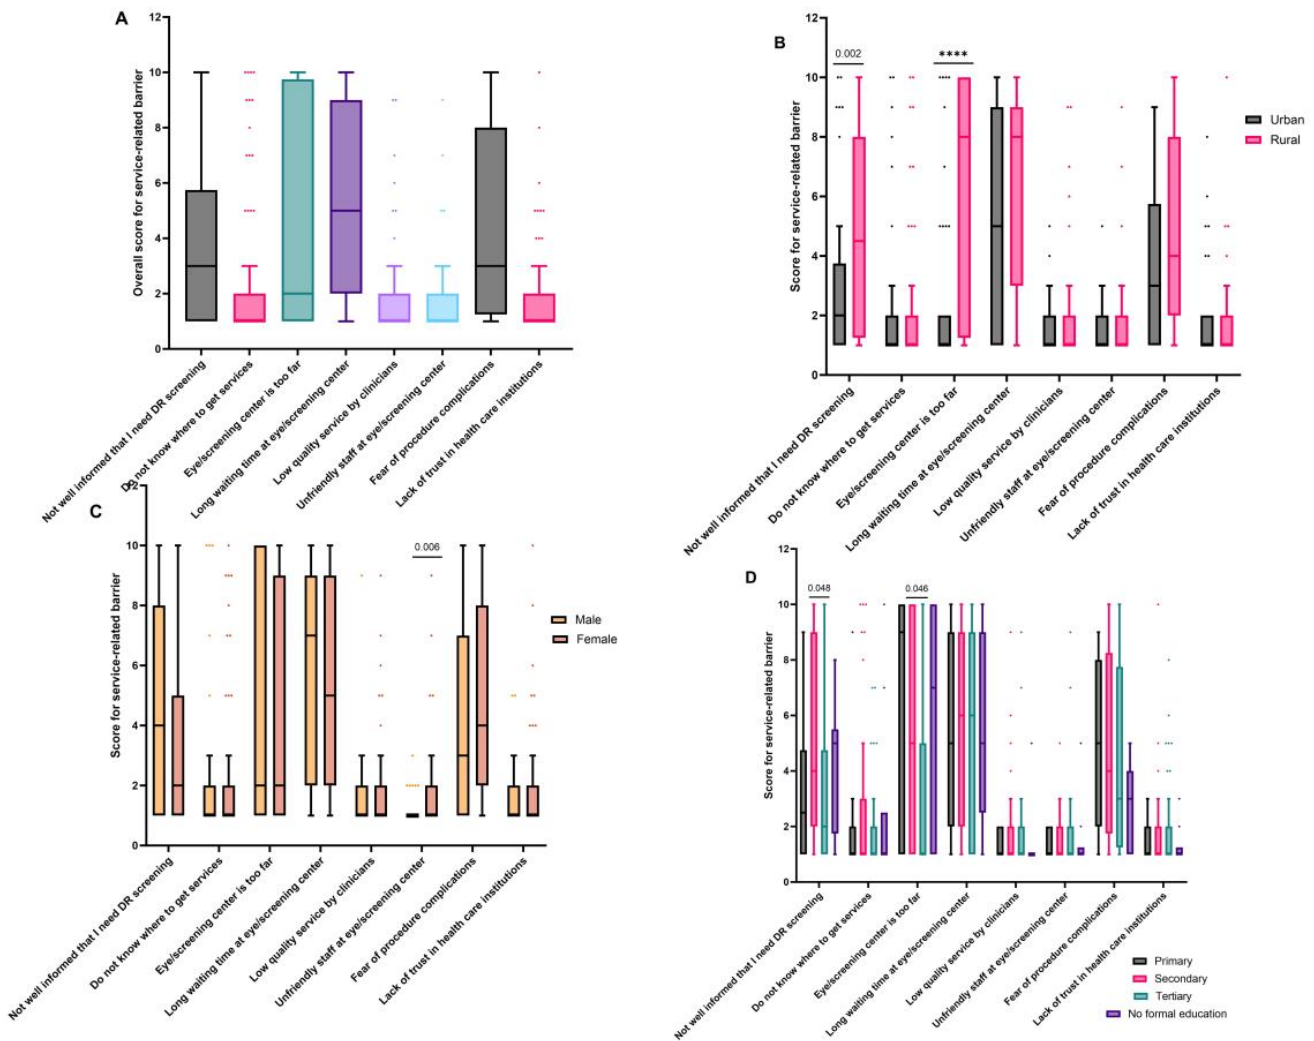 A
Overall score for service-related barrier
12
10
8
6
4
2
0
Not well informed that I need DR screening
Do not know where to get services
Eye/screening center is too far
Long waiting time at eye/screening center
Low quality service by clinicians
Unfriendly staff at eye/screening center
Fear of procedure complications
Lack of trust in health care institutions
B
Score for service-related barrier
12
10
8
6
4
2
0
0.002
****
Urban
Rural
Not well informed that I need DR screening
Do not know where to get services
Eye/screening center is too far
Long waiting time at eye/screening center
Low quality service by clinicians
Unfriendly staff at eye/screening center
Fear of procedure complications
Lack of trust in health care institutions
C
Score for service-related barrier
12
10
8
6
4
2
0
0.006
Male
Female
Not well informed that I need DR screening
Do not know where to get services
Eye/screening center is too far
Long waiting time at eye/screening center
Low quality service by clinicians
Unfriendly staff at eye/screening center
Fear of procedure complications
Lack of trust in health care institutions
D
Score for service-related barrier
12
10
8
6
4
2
0
0.048
0.046
Not well informed that I need DR screening
Do not know where to get services
Eye/screening center is too far
Long waiting time at eye/screening center
Low quality service by clinicians
Unfriendly staff at eye/screening center
Fear of procedure complications
Lack of trust in health care institutions
Primary
Secondary
Tertiary
No formal education